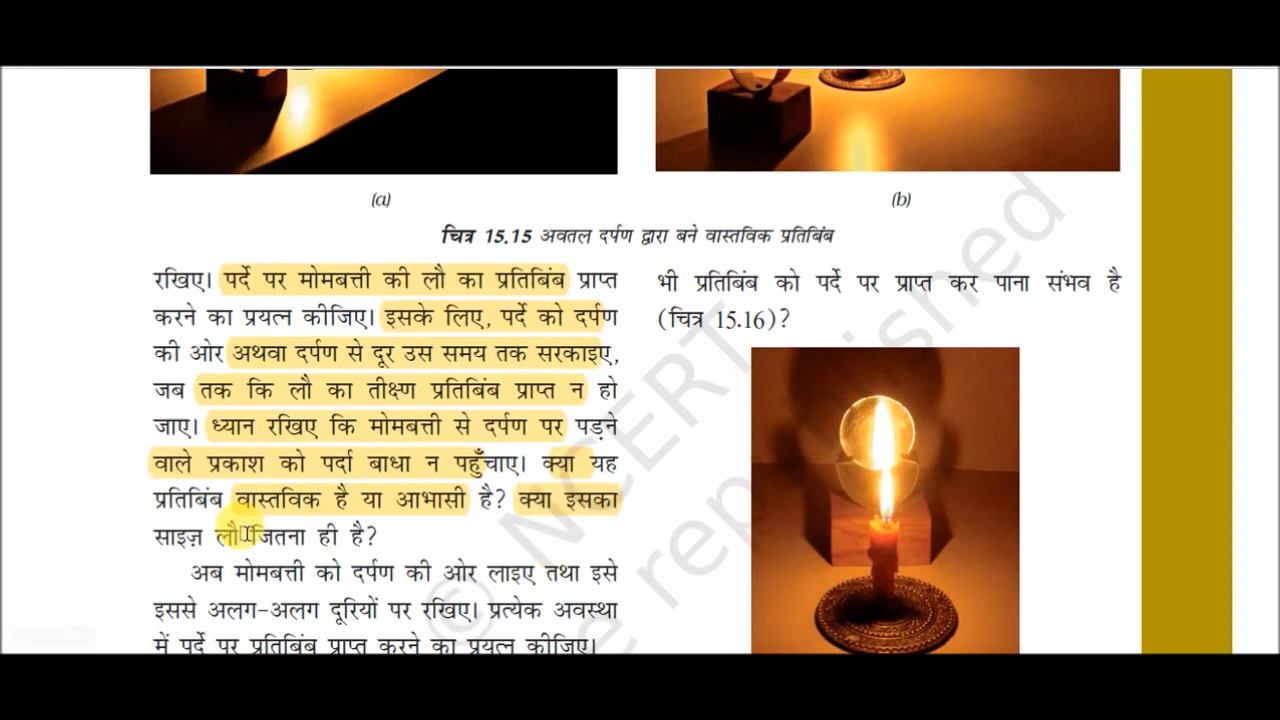 (a)
(b)
चित्र 15.15 अवतल दर्पण द्वारा बने वास्तविक प्रतिबिंब
रखिए। पर्दे पर मोमबत्ती की लौ का प्रतिबिंब प्राप्त
करने का प्रयत्न कीजिए। इसके लिए, पर्दे को दर्पण
की ओर अथवा दर्पण से दूर उस समय तक सरकाइए,
जब तक कि लौ का तीक्ष्ण प्रतिबिंब प्राप्त न हो
जाए। ध्यान रखिए कि मोमबत्ती से दर्पण पर पड़ने
वाले प्रकाश को पर्दा बाधा न पहुँचाए। क्या यह
प्रतिबिंब वास्तविक है या आभासी है? क्या इसका
साइज़ लौ जितना ही है?
अब मोमबत्ती को दर्पण की ओर लाइए तथा इसे
इससे अलग-अलग दूरियों पर रखिए। प्रत्येक अवस्था
में पर्दे पर प्रतिबिंब प्राप्त करने का प्रयत्न कीजिए।
भी प्रतिबिंब को पर्दे पर प्राप्त कर पाना संभव है
(चित्र 15.16)?
© NCERT
republished